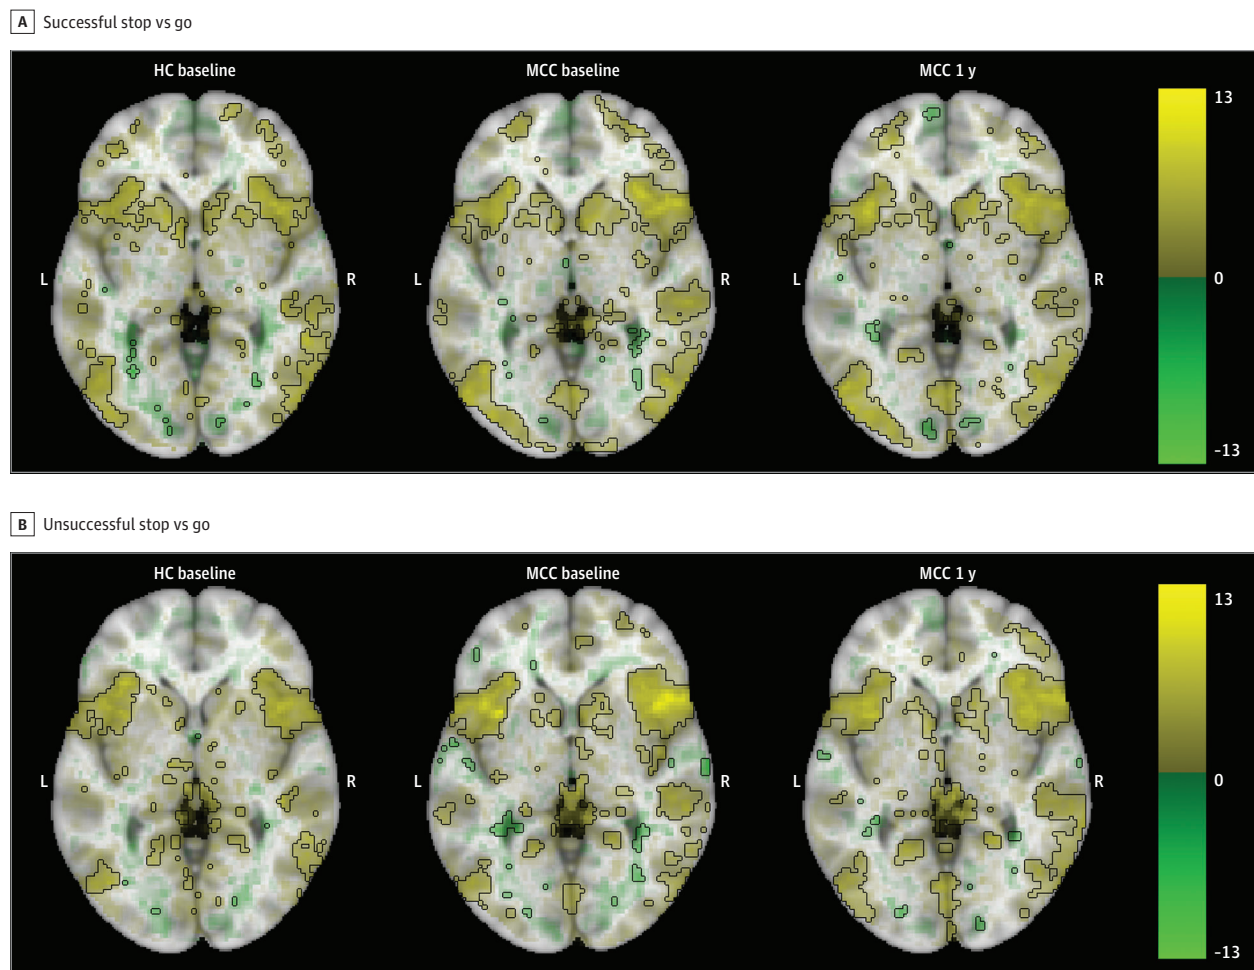 A Successful stop vs go
HC baseline
MCC baseline
MCC 1 y
13
L
R
L
R
L
R
0
-13
B Unsuccessful stop vs go
HC baseline
MCC baseline
MCC 1 y
13
L
R
L
R
L
R
0
-13